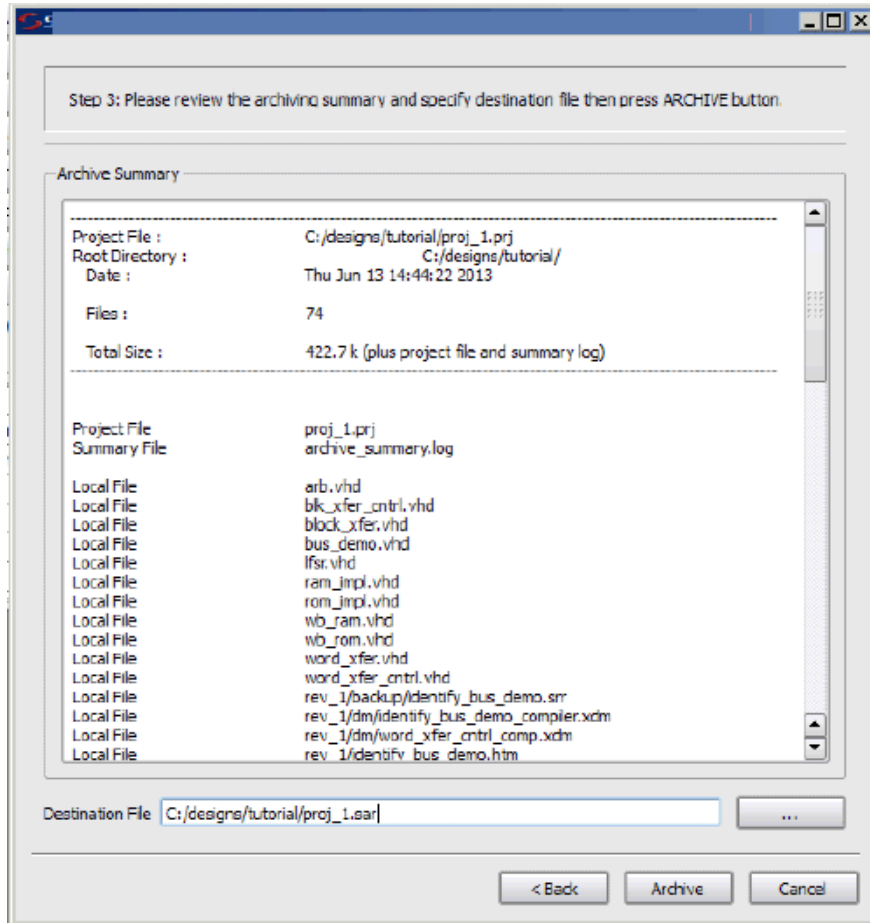 Step 3: Please review the archiving summary and specify destination file then press ARCHIVE button.
Archive Summary
Project File : C:/designs/tutorial/proj_1.prj
Root Directory : C:/designs/tutorial/
Date : Thu Jun 13 14:44:22 2013
Files : 74
Total Size : 422.7 k (plus project file and summary log)
Project File proj_1.prj
Summary File archive_summary.log
Local File arb.vhd
Local File blk_xfer_cntrl.vhd
Local File block_xfer.vhd
Local File bus_demo.vhd
Local File lfsr.vhd
Local File ram_impl.vhd
Local File rom_impl.vhd
Local File wb_ram.vhd
Local File wb_rom.vhd
Local File word_xfer.vhd
Local File word_xfer_cntrl.vhd
Local File rev_1/backup/identify_bus_demo.srr
Local File rev_1/dm/identify_bus_demo_compiler.xdm
Local File rev_1/dm/word_xfer_cntrl_comp.xdm
Local File rev_1/identify_bus_demo.htm
Destination File C:/designs/tutorial/proj_1.sar ...
< Back Archive Cancel